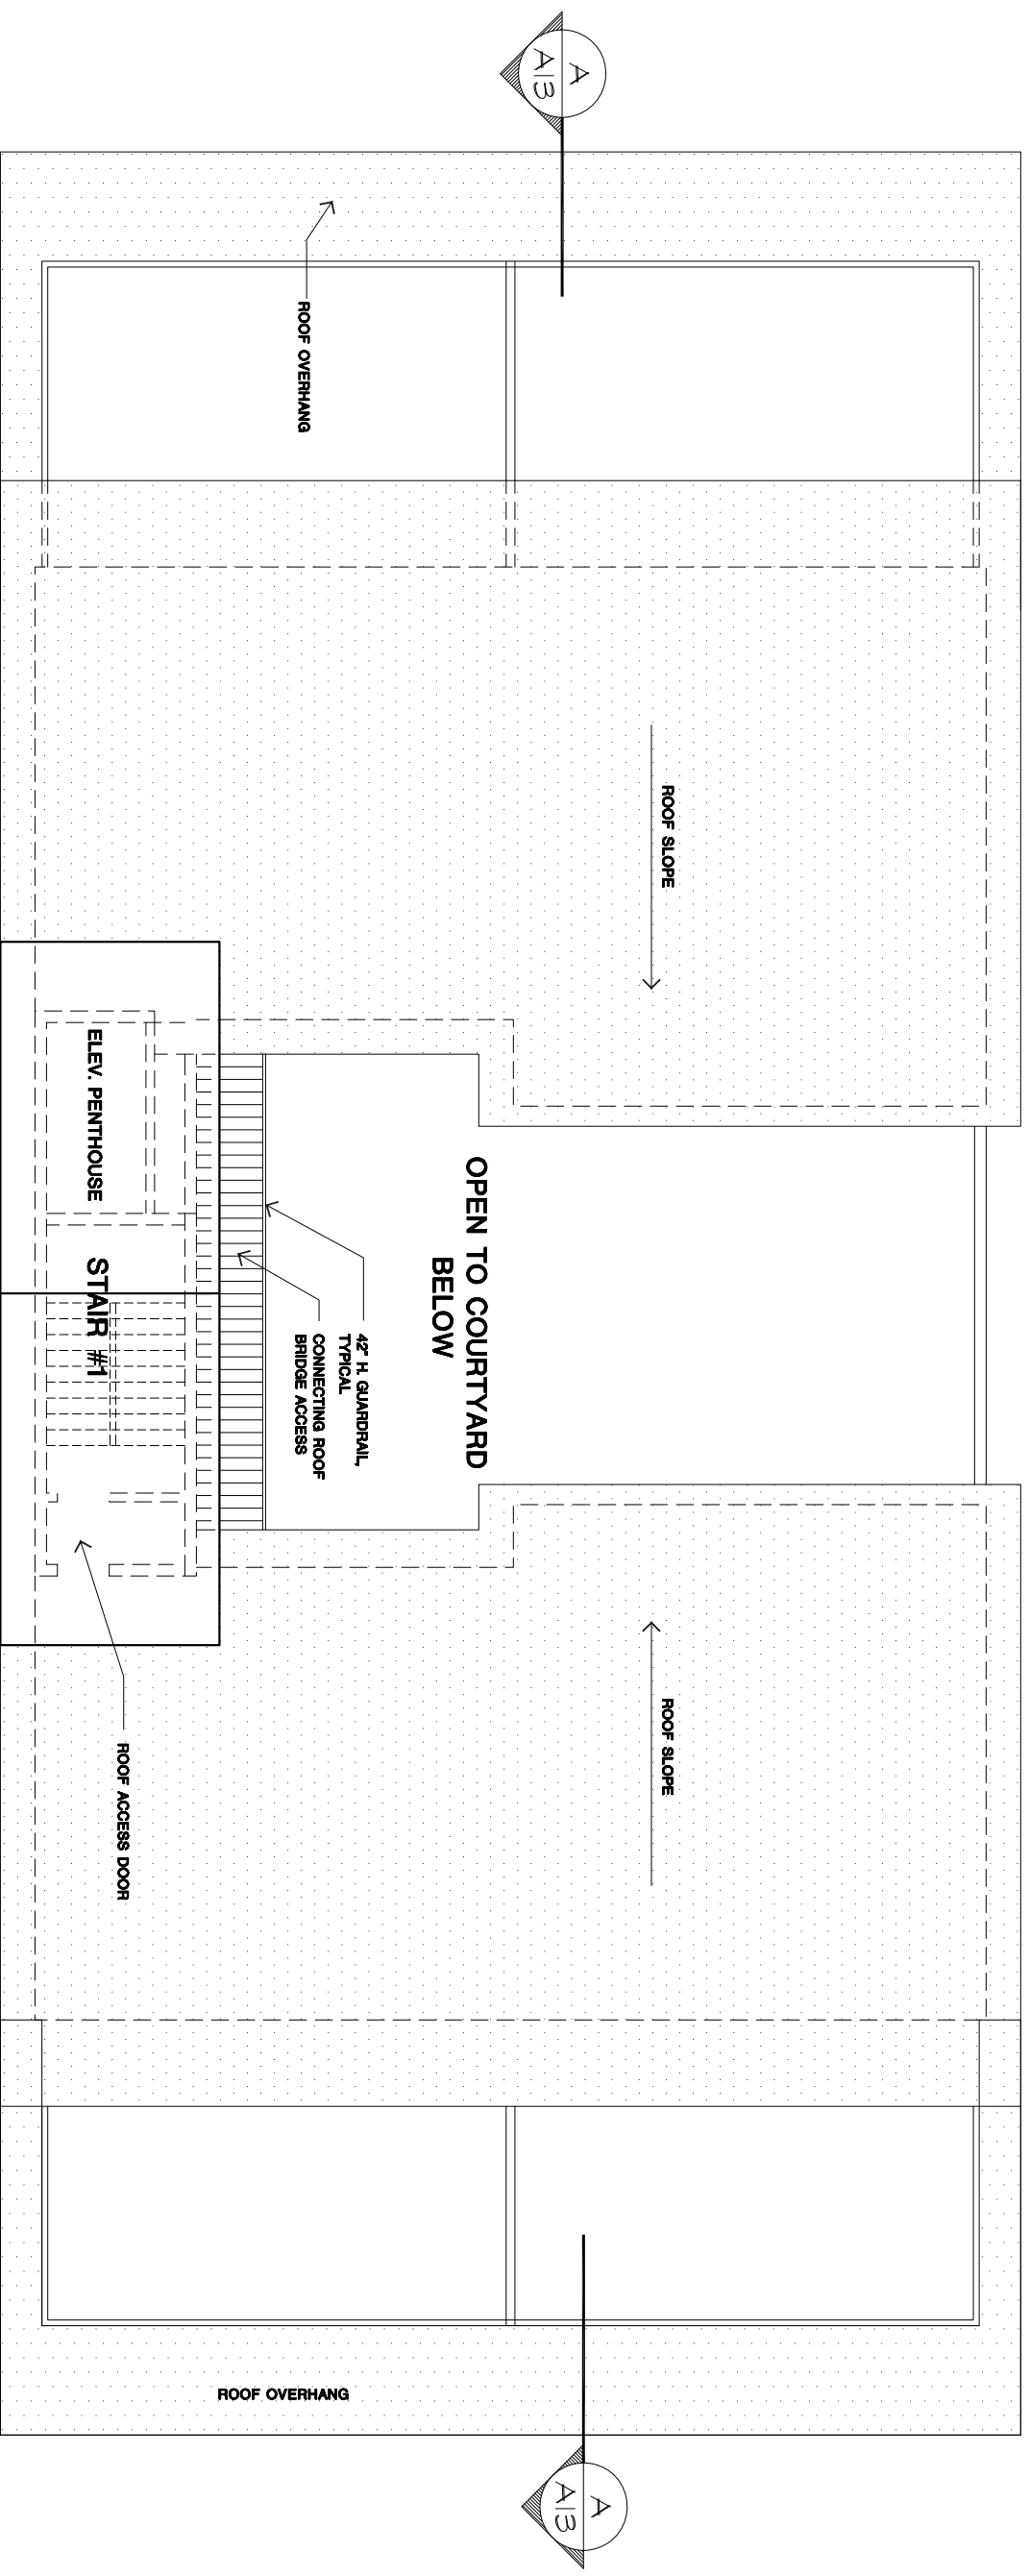 A
A13
ROOF OVERHANG
ROOF SLOPE
OPEN TO COURTYARD
BELOW
42" H. GUARDRAIL,
TYPICAL
CONNECTING ROOF
BRIDGE ACCESS
ELEV. PENTHOUSE
STAIR #1
ROOF SLOPE
ROOF ACCESS DOOR
ROOF OVERHANG
A
A13